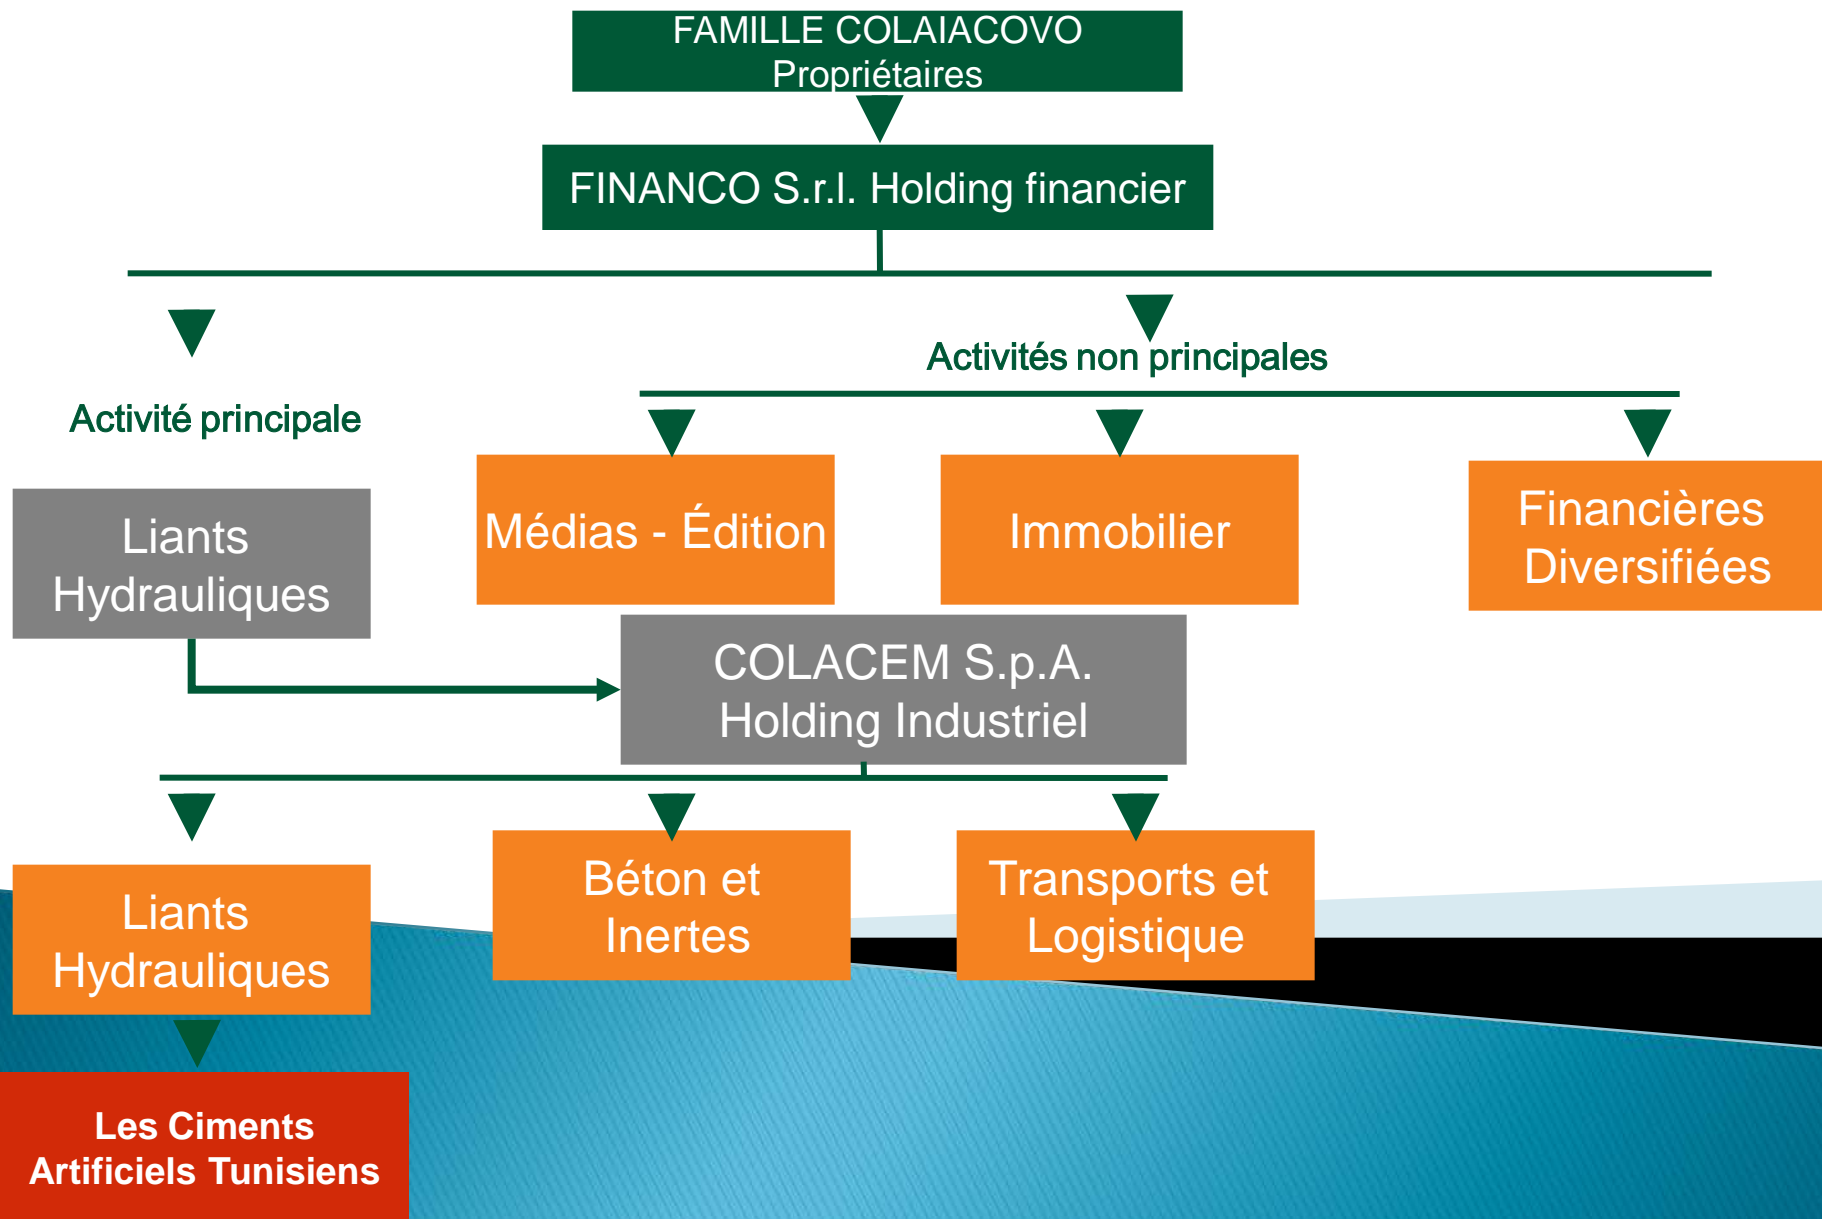 FAMILLE COLAIACOVO
Propriétaires
FINANCO S.r.l. Holding financier
Activités non principales
Activité principale
Liants
Hydrauliques
Médias - Édition
Immobilier
Financières
Diversifiées
COLACEM S.p.A.
Holding Industriel
Liants
Hydrauliques
Béton et
Inertes
Transports et
Logistique
Les Ciments
Artificiels Tunisiens